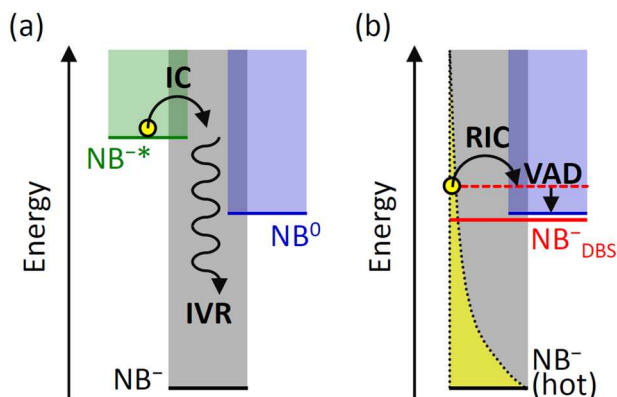 (a)
Energy
IC
NB⁻*
NB⁰
IVR
NB⁻
(b)
Energy
RIC
VAD
NB⁻DBS
NB⁻
(hot)